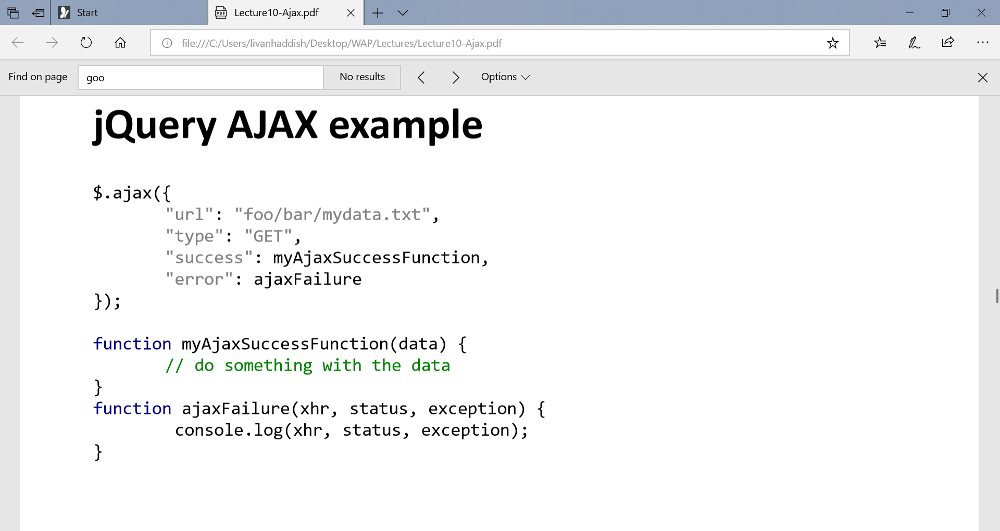 Start
Lecture10-Ajax.pdf
file:///C:/Users/livanhaddish/Desktop/WAP/Lectures/Lecture10-Ajax.pdf
Find on page
goo
No results
Options
jQuery AJAX example
$.ajax({
"url": "foo/bar/mydata.txt",
"type": "GET",
"success": myAjaxSuccessFunction,
"error": ajaxFailure
});
function myAjaxSuccessFunction(data) {
// do something with the data
}
function ajaxFailure(xhr, status, exception) {
console.log(xhr, status, exception);
}